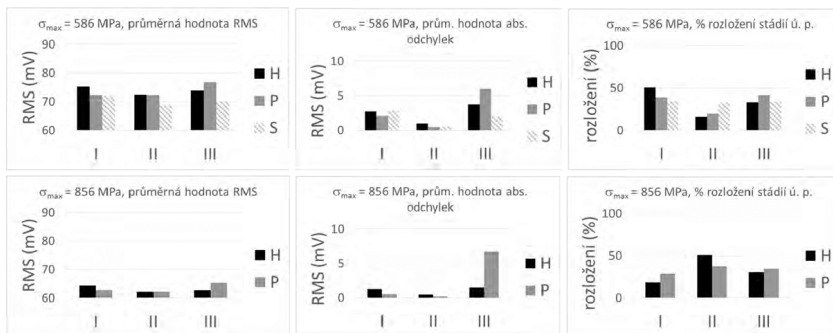 σmax = 586 MPa, průměrná hodnota RMS
90
80
70
60
RMS (mV)
I II III
H
P
S
σmax = 586 MPa, prům. hodnota abs.
odchylek
10
5
0
RMS (mV)
I II III
H
P
S
σmax = 586 MPa, % rozložení stádií ú. p.
100
50
0
rozložení (%)
I II III
H
P
S
σmax = 856 MPa, průměrná hodnota RMS
90
80
70
60
RMS (mV)
I II III
H
P
σmax = 856 MPa, prům. hodnota abs.
odchylek
10
5
0
RMS (mV)
I II III
H
P
σmax = 856 MPa, % rozložení stádií ú. p.
100
50
0
rozložení (%)
I II III
H
P